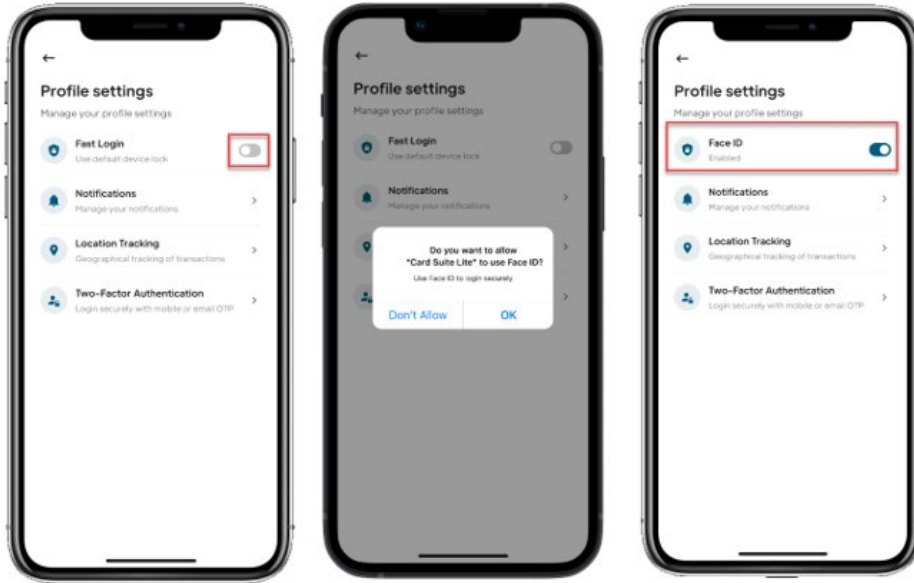 ←
Profile settings
Manage your profile settings
Fast Login
Use default device lock
Notifications
Manage your notifications
Location Tracking
Geographical tracking of transactions
Two-Factor Authentication
Login securely with mobile or email OTP
←
Profile settings
Manage your profile settings
Fast Login
Use default device lock
Notifications
Manage your notifications
Do you want to allow
"Card Suite Lite" to use Face ID?
Use Face ID to login securely
Don't Allow
OK
←
Profile settings
Manage your profile settings
Face ID
Enabled
Notifications
Manage your notifications
Location Tracking
Geographical tracking of transactions
Two-Factor Authentication
Login securely with mobile or email OTP